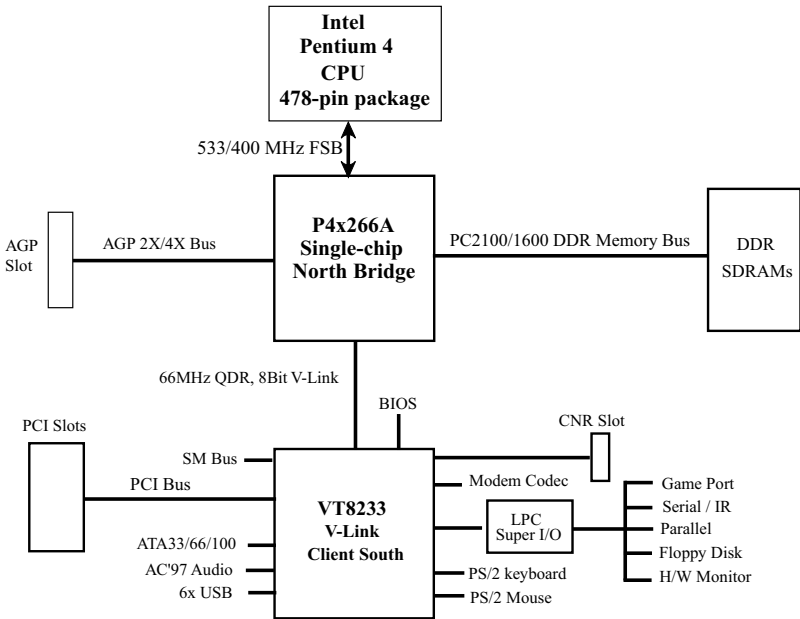 Intel
Pentium 4
CPU
478-pin package
533/400 MHz FSB
P4x266A
Single-chip
North Bridge
AGP
Slot
AGP 2X/4X Bus
PC2100/1600 DDR Memory Bus
DDR
SDRAMs
66MHz QDR, 8Bit V-Link
BIOS
PCI Slots
CNR Slot
SM Bus
PCI Bus
ATA33/66/100
AC'97 Audio
6x USB
VT8233
V-Link
Client South
Modem Codec
LPC
Super I/O
PS/2 keyboard
PS/2 Mouse
Game Port
Serial / IR
Parallel
Floppy Disk
H/W Monitor